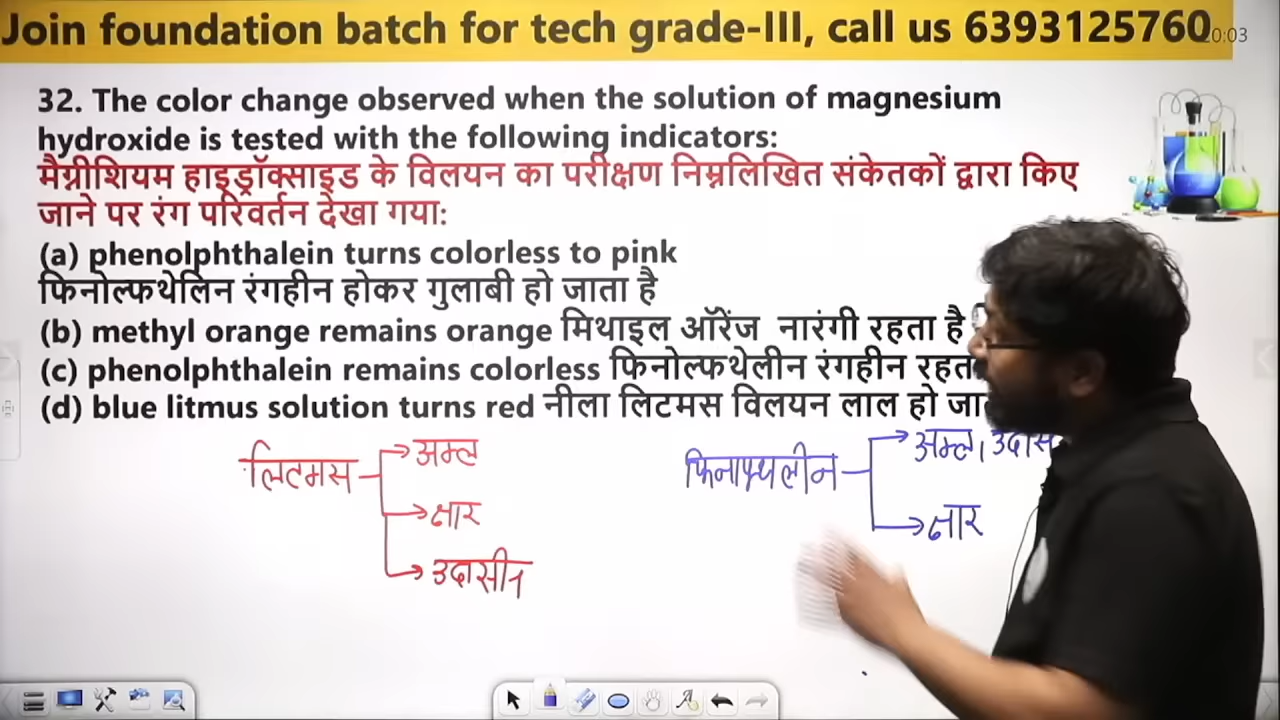 Join foundation batch for tech grade-III, call us 6393125760
20:03
32. The color change observed when the solution of magnesium
hydroxide is tested with the following indicators:
मैग्नीशियम हाइड्रॉक्साइड के विलयन का परीक्षण निम्नलिखित संकेतकों द्वारा किए
जाने पर रंग परिवर्तन देखा गया:
(a) phenolphthalein turns colorless to pink
फिनोल्फथेलिन रंगहीन होकर गुलाबी हो जाता है
(b) methyl orange remains orange मिथाइल ऑरेंज नारंगी रहता है
(c) phenolphthalein remains colorless फिनोल्फथेलीन रंगहीन
(d) blue litmus solution turns red नीला लिटमस विलयन लाल हो
लिटमस
अम्ल
क्षार
उदासीन
फिनाफ्थलीन
अम्ल,
क्षार